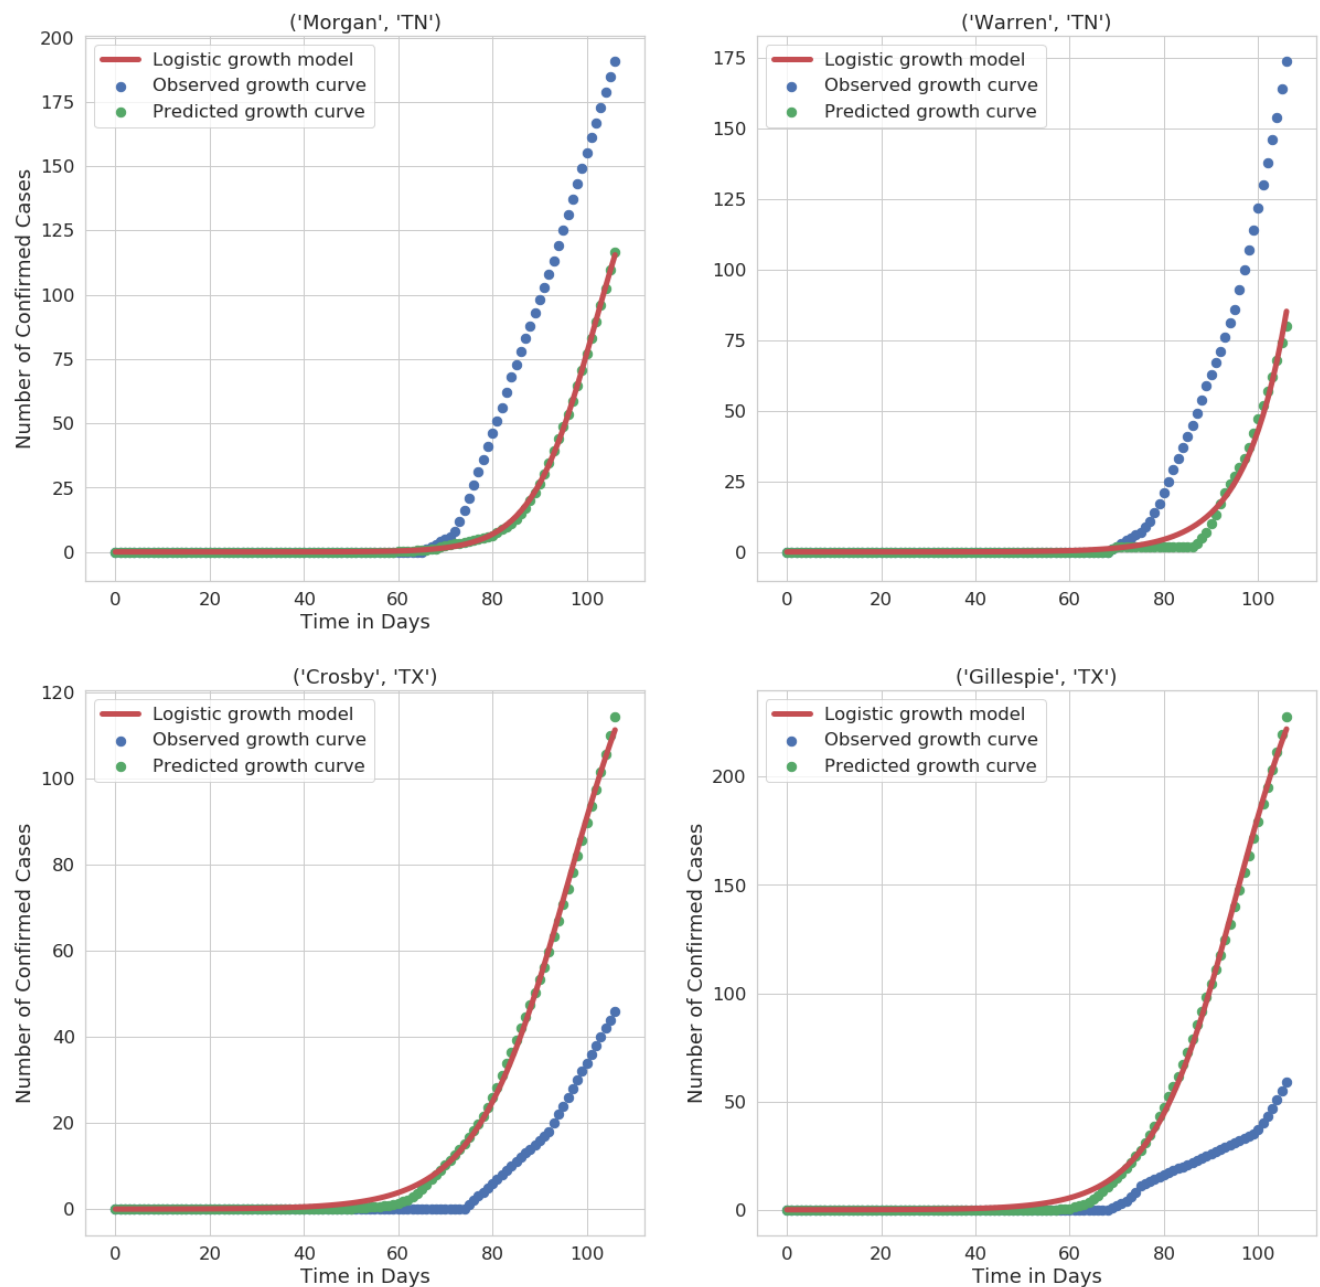 ('Morgan', 'TN')
Logistic growth model
Observed growth curve
Predicted growth curve
Number of Confirmed Cases
200
175
150
125
100
75
50
25
0
0 20 40 60 80 100
Time in Days
('Warren', 'TN')
Logistic growth model
Observed growth curve
Predicted growth curve
175
150
125
100
75
50
25
0
0 20 40 60 80 100
('Crosby', 'TX')
Logistic growth model
Observed growth curve
Predicted growth curve
Number of Confirmed Cases
120
100
80
60
40
20
0
0 20 40 60 80 100
Time in Days
('Gillespie', 'TX')
Logistic growth model
Observed growth curve
Predicted growth curve
Number of Confirmed Cases
200
150
100
50
0
0 20 40 60 80 100
Time in Days